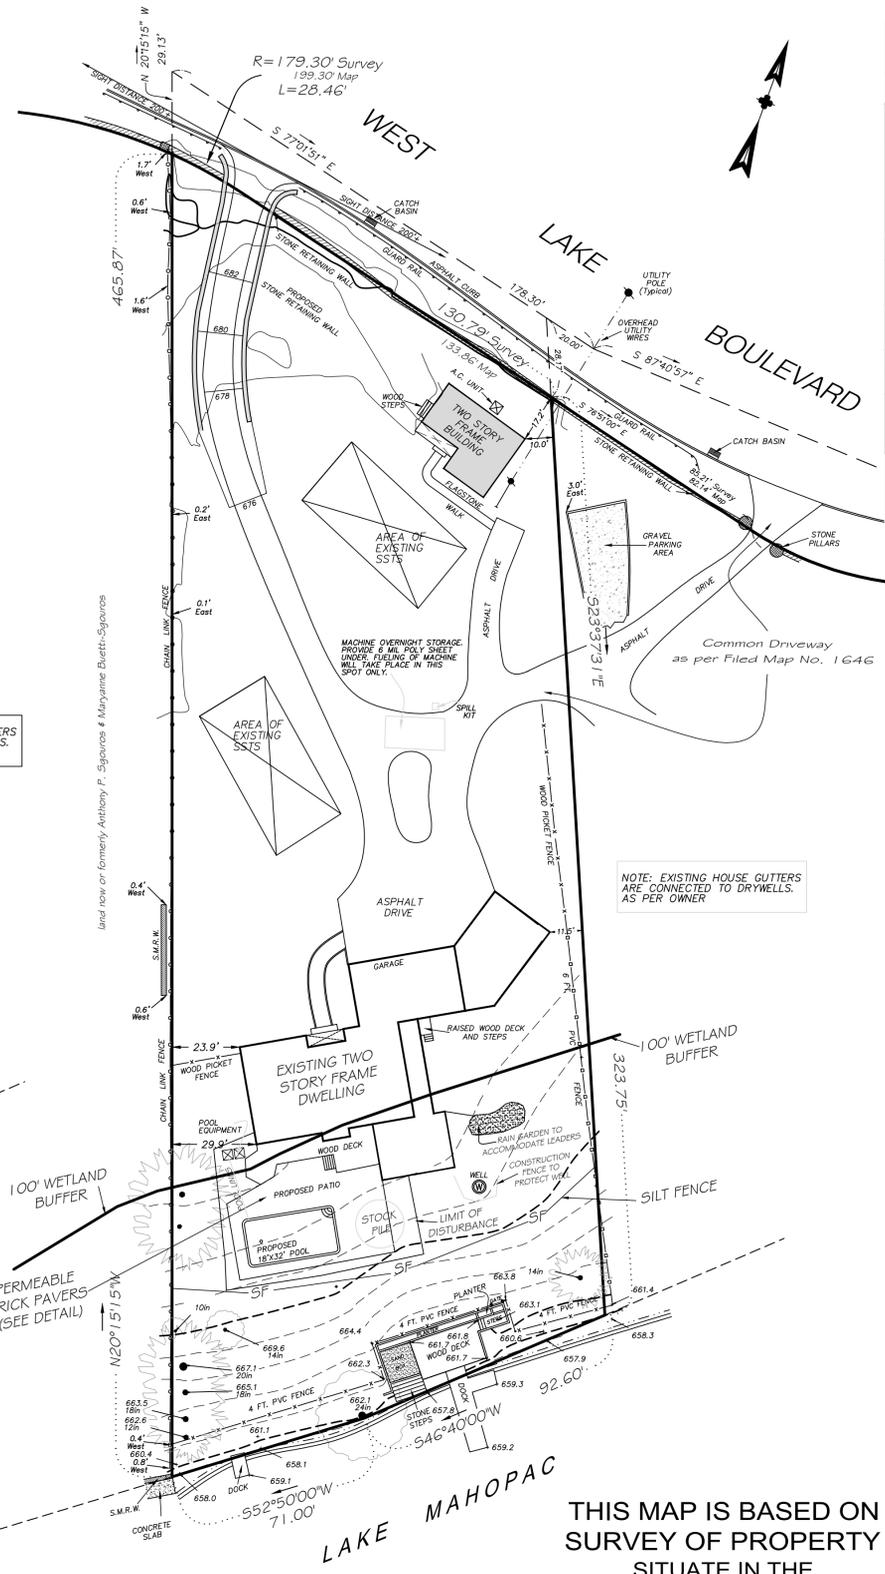 N 20°15'15" W
29.13'
SIGHT DISTANCE 200'±
R=179.30' Survey
199.30' Map
L=28.46'
S 77°01'51" E
WEST
LAKE
BOULEVARD
1.7'
West
0.6'
West
465.87'
1.6'
West
CATCH
BASIN
SIGHT DISTANCE 200'±
GUARD RAIL
ASPHALT CURB
STONE RETAINING WALL
PROPOSED
STONE RETAINING WALL
682
680
678
676
178.30'
UTILITY
POLE
(Typical)
OVERHEAD
UTILITY
WIRES
20.00'
130.79' Survey
133.86' Map
S 87°40'57" E
S 76°51'00" E
GUARD RAIL
STONE RETAINING WALL
CATCH BASIN
85.21' Survey
82.14' Map
A.C. UNIT
WOOD
STEPS
TWO STORY
FRAME
BUILDING
17.2'
10.0'
FLAGSTONE
WALK
3.0'
East
GRAVEL
PARKING
AREA
STONE
PILLARS
0.2'
East
AREA OF
EXISTING
SSTS
ASPHALT DRIVE
ASPHALT DRIVE
S23°37'31"E
0.1'
East
CHAIN LINK FENCE
land now or formerly Anthony P. Sgouros & Maryanne Buetti-Sgouros
MACHINE OVERNIGHT STORAGE.
PROVIDE 6 MIL POLY SHEET
UNDER. FUELING OF MACHINE
WILL TAKE PLACE IN THIS
SPOT ONLY.
Common Driveway
as per Filed Map No. 1646
SPILL
KIT
ERS
S.
AREA OF
EXISTING
SSTS
WOOD PICKET FENCE
NOTE: EXISTING HOUSE GUTTERS
ARE CONNECTED TO DRYWELLS.
AS PER OWNER
0.4'
West
S.M.R.W.
ASPHALT
DRIVE
11.5'
GARAGE
6 FT. PVC FENCE
0.6'
West
RAISED WOOD DECK
AND STEPS
23.9'
WOOD PICKET
FENCE
CHAIN LINK FENCE
EXISTING TWO
STORY FRAME
DWELLING
100' WETLAND
BUFFER
323.75'
POOL
EQUIPMENT
29.9'
WOOD DECK
RAIN GARDEN TO
ACCOMMODATE LEADERS
CONSTRUCTION
FENCE TO
PROTECT WELL
WELL
W
100' WETLAND
BUFFER
PROPOSED PATIO
STOCK
PILE
LIMIT OF
DISTURBANCE
SF
SILT FENCE
PROPOSED
18'X32' POOL
PERMEABLE
RICK PAVERS
(SEE DETAIL)
SF
SF
N20°15'15"W
10in
669.6
14in
667.1
20in
665.1
18in
663.5
18in
662.6
12in
0.4'
West
660.4
0.8'
West
664.4
662.3
4 FT. PVC FENCE
661.1
662.1
24in
PLANTER
663.8
14in
4 FT. PVC FENCE
PLANTER
661.8
661.7
WOOD DECK
661.7
STEPS
663.1
660.6
4 FT. PVC FENCE
661.4
658.3
657.9
92.60'
659.3
DOCK
STONE
STEPS
657.8
S46°40'00"W
659.2
658.1
659.1
DOCK
658.0
S52°50'00"W
71.00'
S.M.R.W.
CONCRETE
SLAB
LAKE MAHOPAC
THIS MAP IS BASED ON
SURVEY OF PROPERTY
SITUATE IN THE